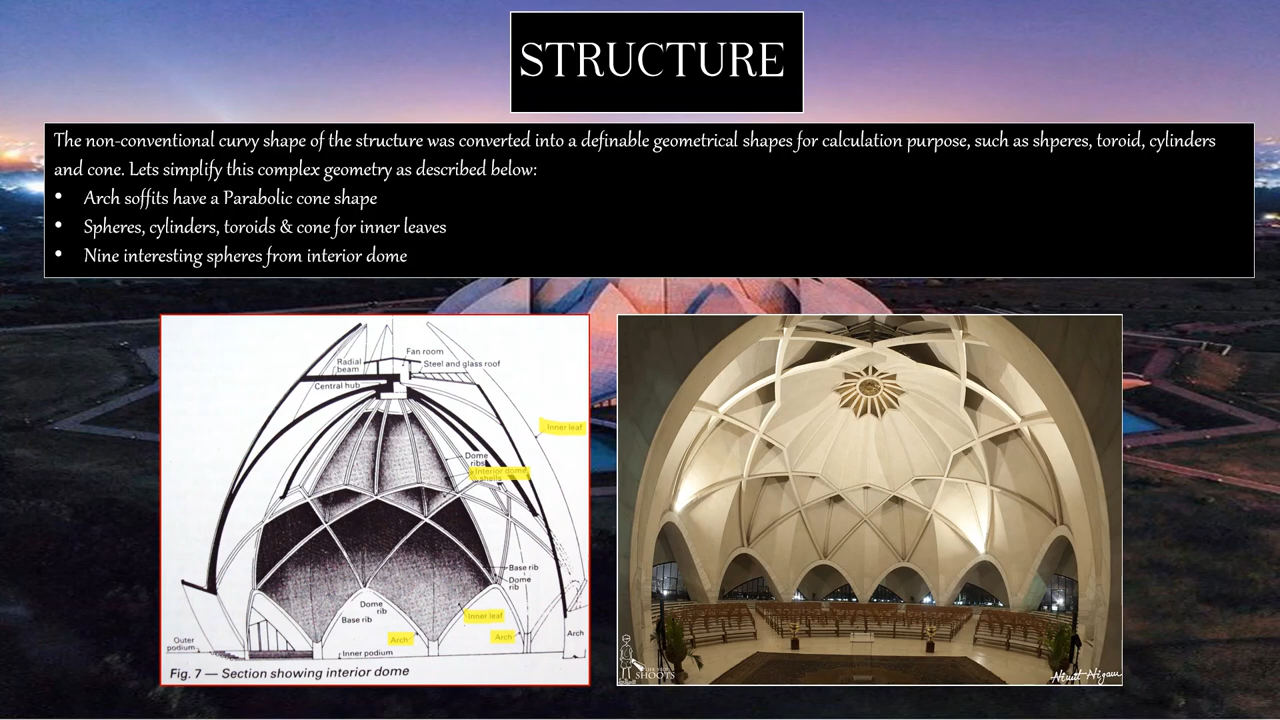 STRUCTURE
The non-conventional curvy shape of the structure was converted into a definable geometrical shapes for calculation purpose, such as shperes, toroid, cylinders
and cone. Lets simplify this complex geometry as described below:
• Arch soffits have a Parabolic cone shape
• Spheres, cylinders, toroids & cone for inner leaves
• Nine interesting spheres from interior dome
Fan room
Radial
beam
Steel and glass roof
Central hub
Inner leaf
Dome
ribs
Interior dome
shells
Base rib
Dome
rib
Dome
rib
Base rib
Inner leaf
Arch
Arch
Arch
Outer
podium
Inner podium
Fig. 7 — Section showing interior dome
SHOOTS
Nimit Nigam